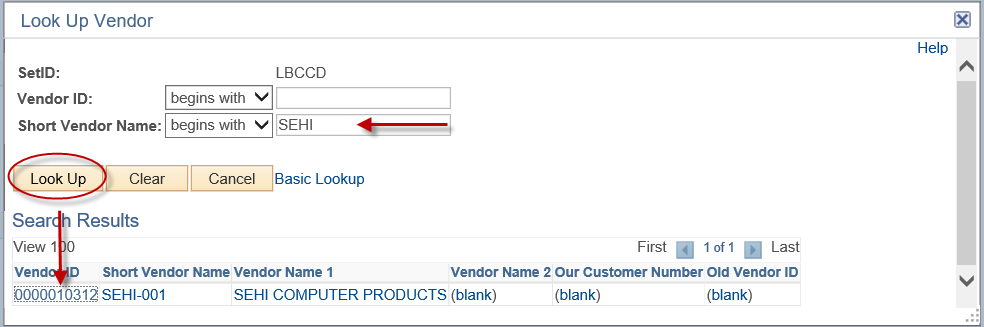 Look Up Vendor
Help
SetID: LBCCD
Vendor ID: begins with
Short Vendor Name: begins with SEHI
Look Up Clear Cancel Basic Lookup
Search Results
View 100 First 1 of 1 Last
Vendor ID Short Vendor Name Vendor Name 1 Vendor Name 2 Our Customer Number Old Vendor ID
0000010312 SEHI-001 SEHI COMPUTER PRODUCTS (blank) (blank) (blank)